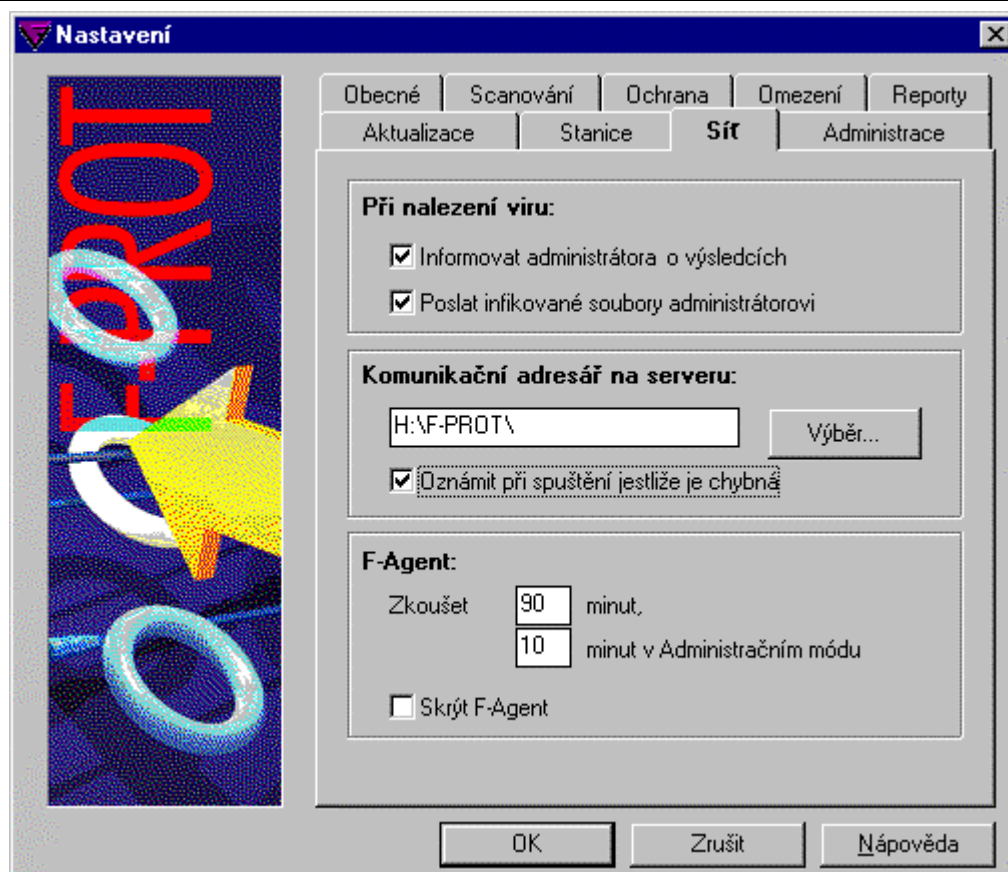 Nastavení
F-PROT
Obecné Scanování Ochrana Omezení Reporty
Aktualizace Stanice Síť Administrace
Při nalezení viru:
Informovat administrátora o výsledcích
Poslat infikované soubory administrátorovi
Komunikační adresář na serveru:
H:\F-PROT\ Výběr...
Oznámit při spuštění jestliže je chybná
F-Agent:
Zkoušet 90 minut,
10 minut v Administračním módu
Skrýt F-Agent
OK Zrušit Nápověda